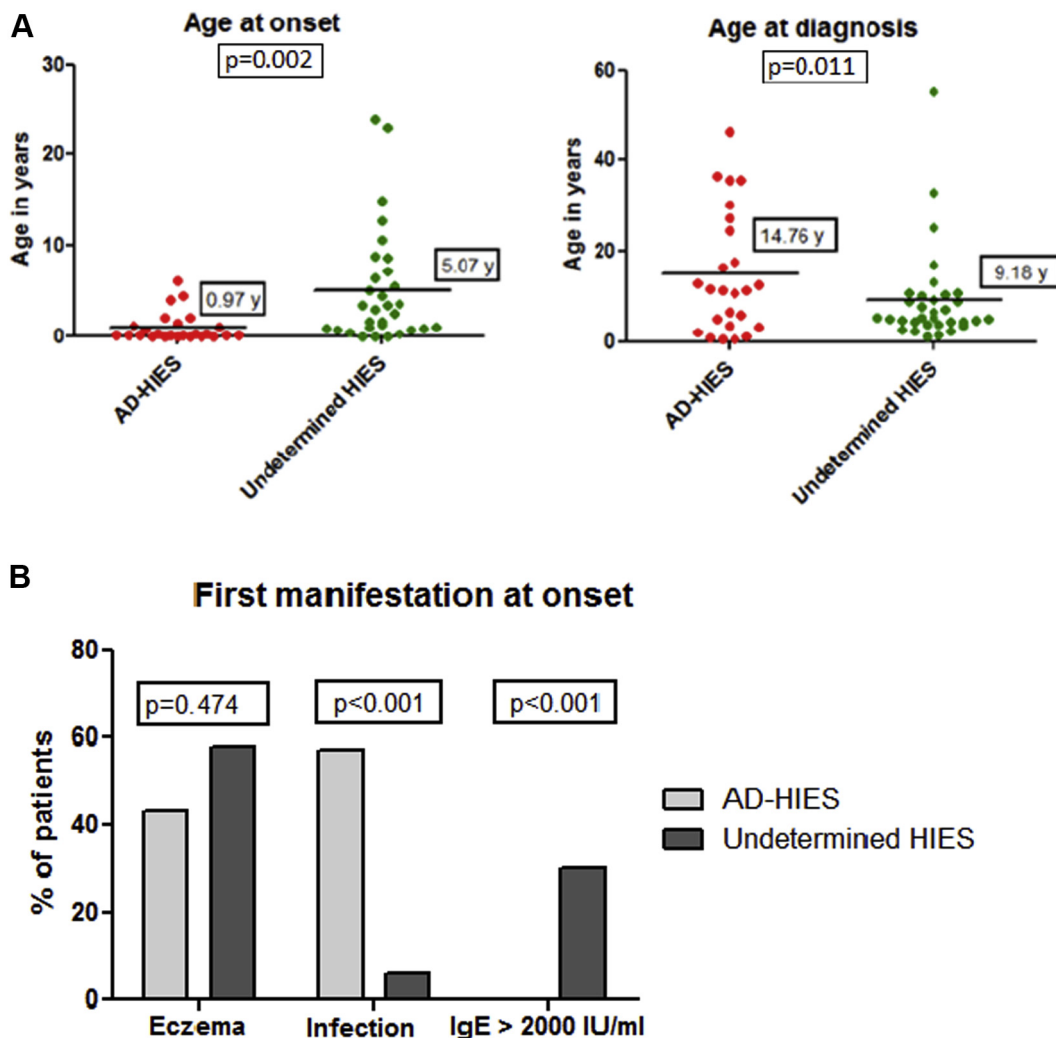 A
Age at onset
p=0.002
30
20
10
0
Age in years
0.97 y
5.07 y
AD-HIES
Undetermined HIES
Age at diagnosis
p=0.011
60
40
20
0
Age in years
14.76 y
9.18 y
AD-HIES
Undetermined HIES
B
First manifestation at onset
80
60
40
20
0
% of patients
p=0.474
p<0.001
p<0.001
Eczema
Infection
IgE > 2000 IU/ml
AD-HIES
Undetermined HIES